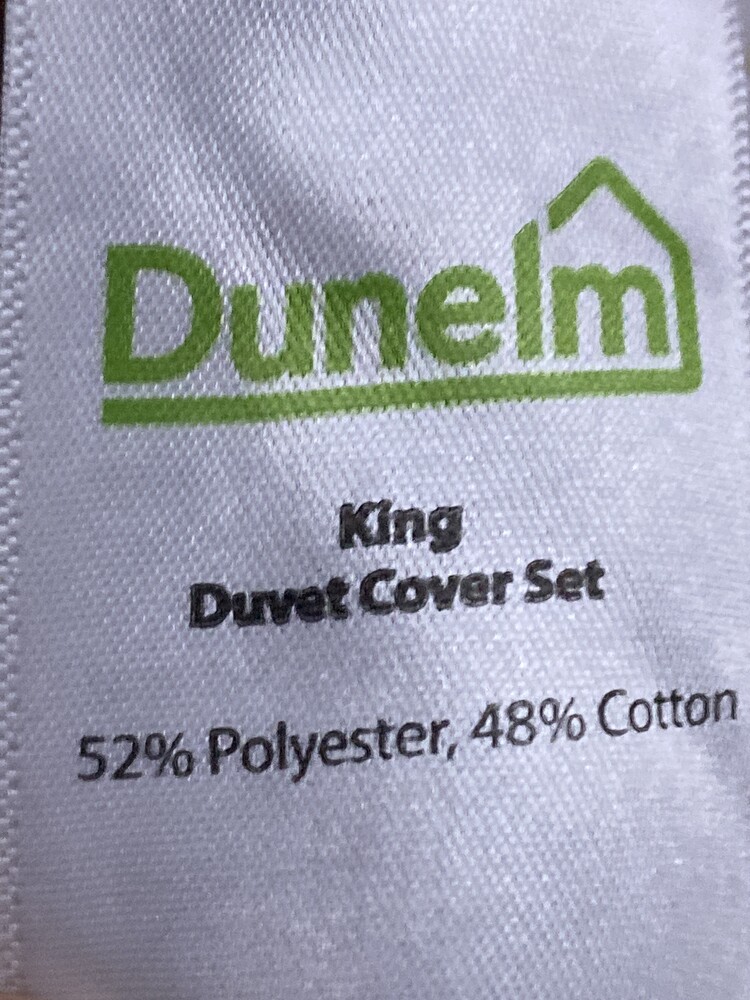 Dunelm
King
Duvet Cover Set
52% Polyester, 48% Cotton